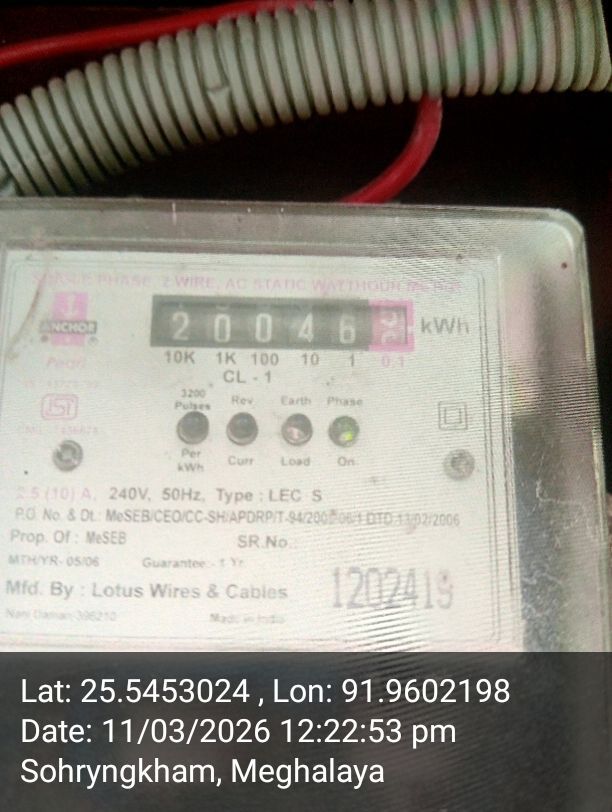 SINGLE PHASE, 2 WIRE, AC STATIC WATTHOUR METER
ANCHOR
Pearl
2 0 0 4 6 kWh
10K 1K 100 10 1 0.1
CL - 1
3200 Pulses Per kWh
Rev Curr
Earth Load
Phase On
2.5 (10) A, 240V, 50Hz, Type : LEC S
P.O. No. & Dt.: MeSEB/CEO/CC-SH/APDRP/T-94/2005-06/1 DTD.13/02/2006
Prop. Of : MeSEB SR.No.:
MTH/YR- 05/06 Guarantee - 1 Yr.
Mfd. By : Lotus Wires & Cables
1202419
Nani Daman-396210 Made in India
Lat: 25.5453024 , Lon: 91.9602198
Date: 11/03/2026 12:22:53 pm
Sohryngkham, Meghalaya